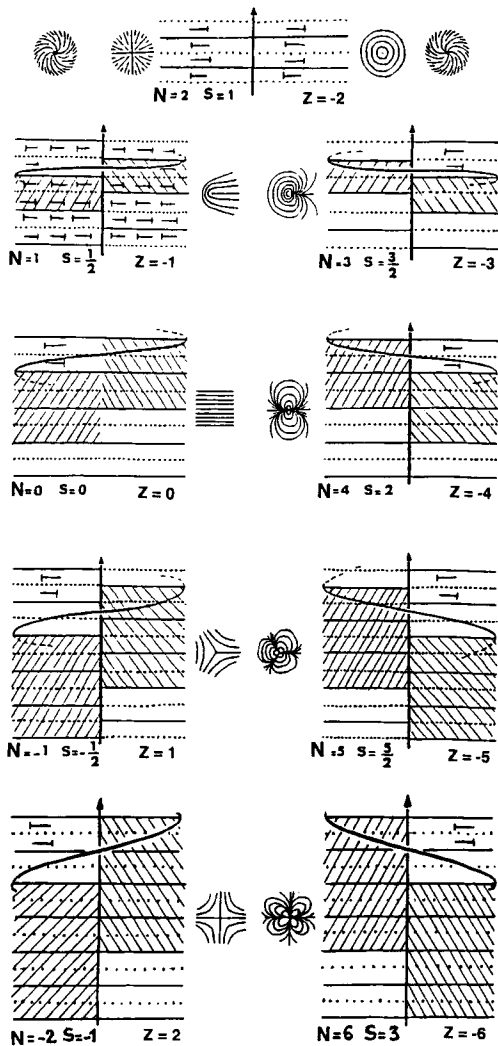 N=2 S=1 Z=-2
N=1 S=1/2 Z=-1
N=3 S=3/2 Z=-3
N=0 S=0 Z=0
N=4 S=2 Z=-4
N=-1 S=-1/2 Z=1
N=5 S=5/2 Z=-5
N=-2 S=-1 Z=2
N=6 S=3 Z=-6